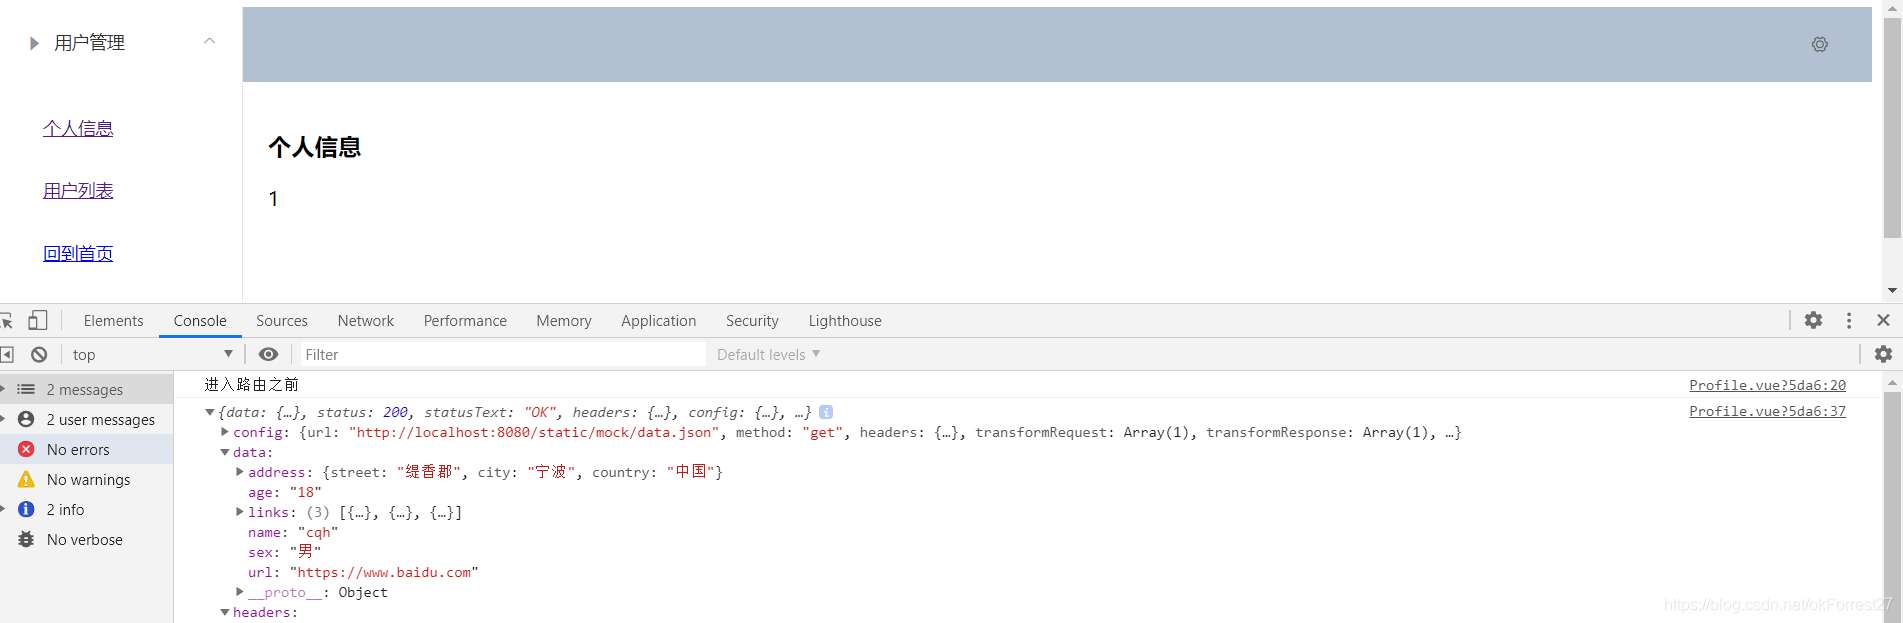 用户管理
个人信息
用户列表
回到首页
个人信息
1
Elements Console Sources Network Performance Memory Application Security Lighthouse
top Filter Default levels
2 messages
2 user messages
No errors
No warnings
2 info
No verbose
进入路由之前 Profile.vue?5da6:20
{data: {…}, status: 200, statusText: "OK", headers: {…}, config: {…}, …} i Profile.vue?5da6:37
config: {url: "http://localhost:8080/static/mock/data.json", method: "get", headers: {…}, transformRequest: Array(1), transformResponse: Array(1), …}
data:
address: {street: "缇香郡", city: "宁波", country: "中国"}
age: "18"
links: (3) [{…}, {…}, {…}]
name: "cqh"
sex: "男"
url: "https://www.baidu.com"
__proto__: Object
headers:
https://blog.csdn.net/okForrest27